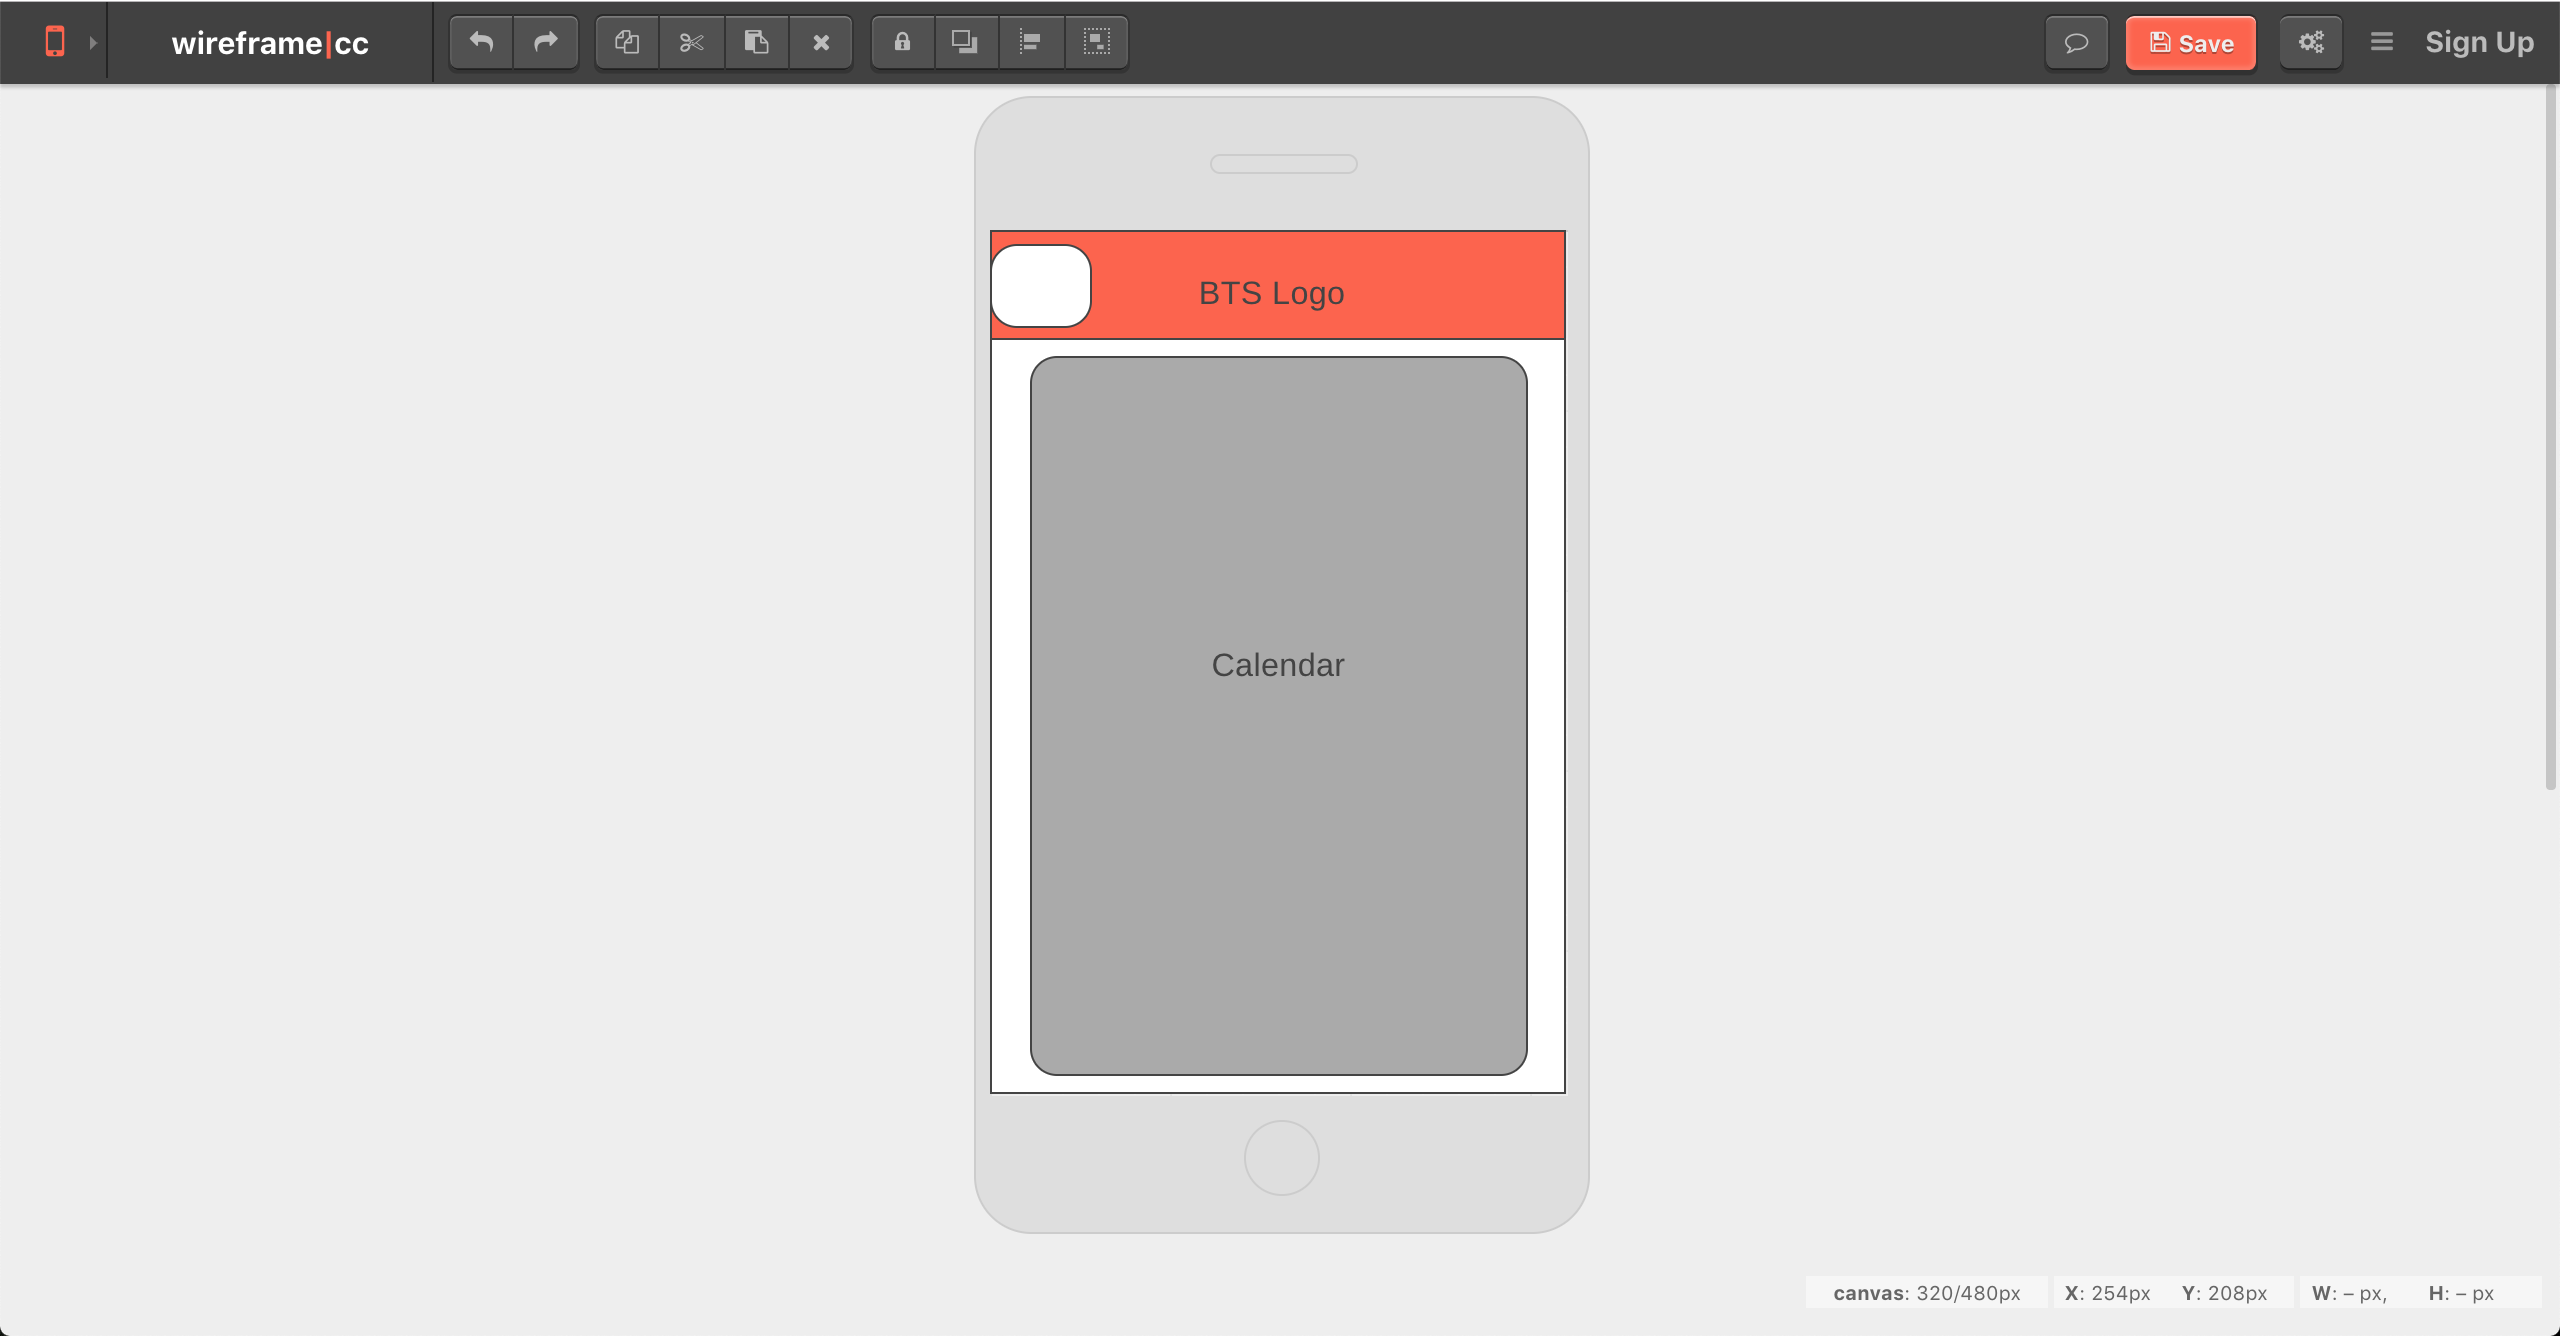 wireframe|cc
Save
Sign Up
BTS Logo
Calendar
canvas: 320/480px X: 254px Y: 208px W: – px, H: – px